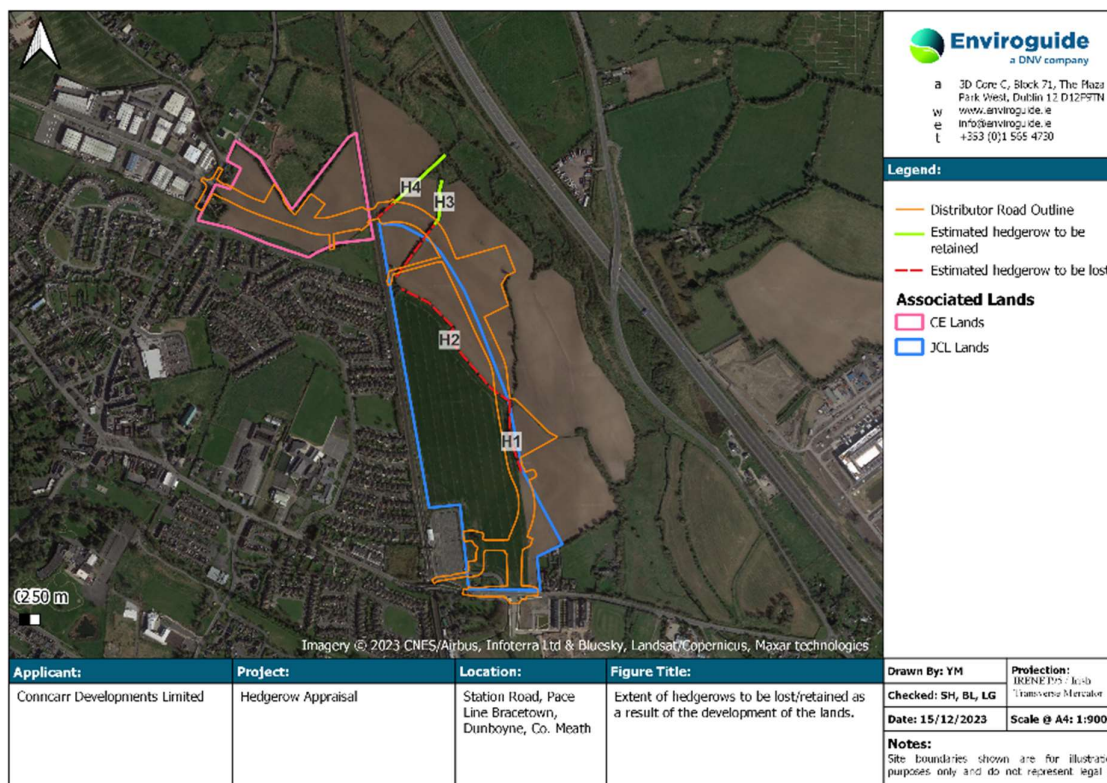 H4
H3
H2
H1
0250 m
Imagery © 2023 CNES/Airbus, Infoterra Ltd & Bluesky, Landsat/Copernicus, Maxar technologies
Enviroguide
a DNV company
a 3D Core C, Block 71, The Plaza
Park West, Dublin 12 D12F9TN
w www.enviroguide.ie
e info@enviroguide.ie
t +353 (0)1 565 4730
Legend:
Distributor Road Outline
Estimated hedgerow to be
retained
Estimated hedgerow to be lost
Associated Lands
CE Lands
JCL Lands
Applicant:
Conncarr Developments Limited
Project:
Hedgerow Appraisal
Location:
Station Road, Pace
Line Bracetown,
Dunboyne, Co. Meath
Figure Title:
Extent of hedgerows to be lost/retained as
a result of the development of the lands.
Drawn By: YM
Projection:
Transverse Mercator
Checked: SH, BL, LG
Date: 15/12/2023
Scale @ A4: 1:900
Notes:
Site boundaries shown are for illustrati
purposes only and do not represent legal